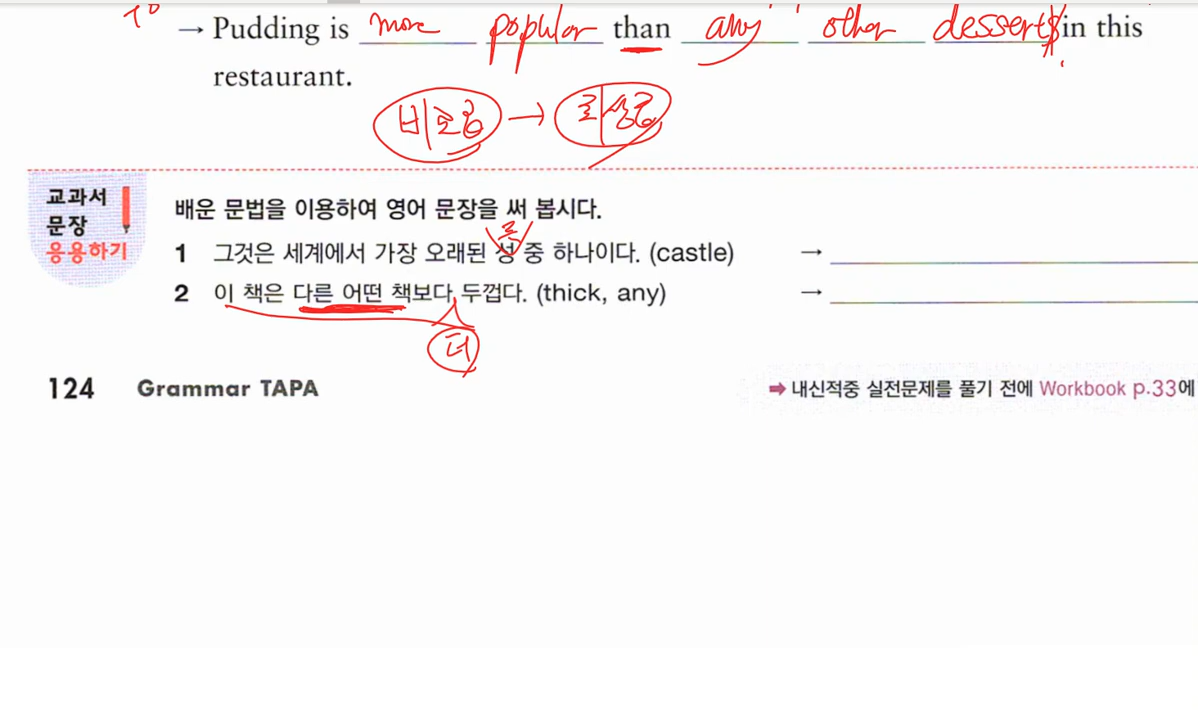 → Pudding is more popular than any other dessert in this
restaurant.
비교급 → 최상급
교과서
문장
응용하기
배운 문법을 이용하여 영어 문장을 써 봅시다.
들
1 그것은 세계에서 가장 오래된 성 중 하나이다. (castle) →
2 이 책은 다른 어떤 책보다 두껍다. (thick, any) →
더
124 Grammar TAPA
➡ 내신적중 실전문제를 풀기 전에 Workbook p.33에